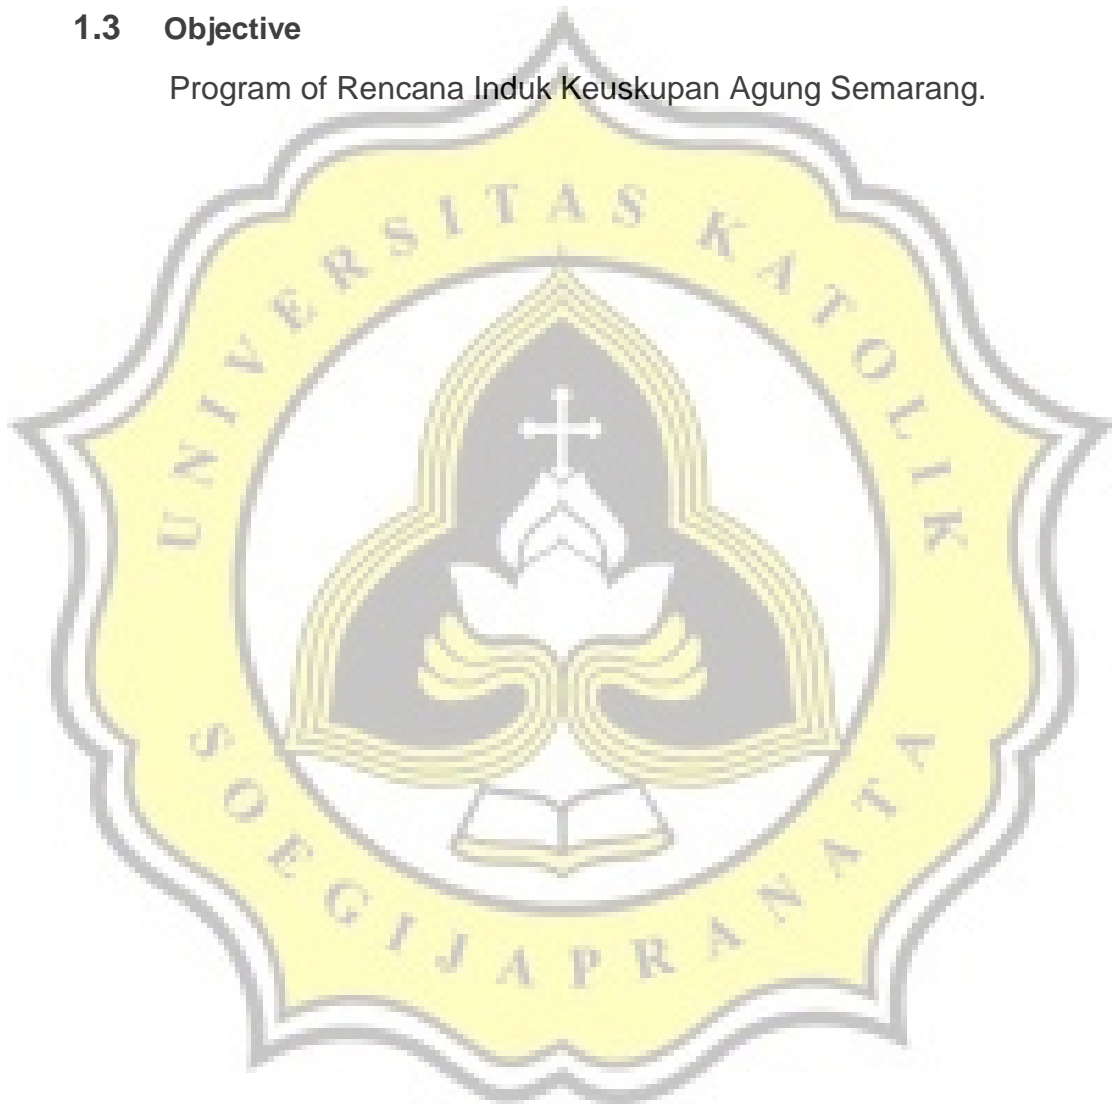 1.3 Objective
Program of Rencana Induk Keuskupan Agung Semarang.
UNIVERSITAS KATOLIK
SOEGIJAPRANATA